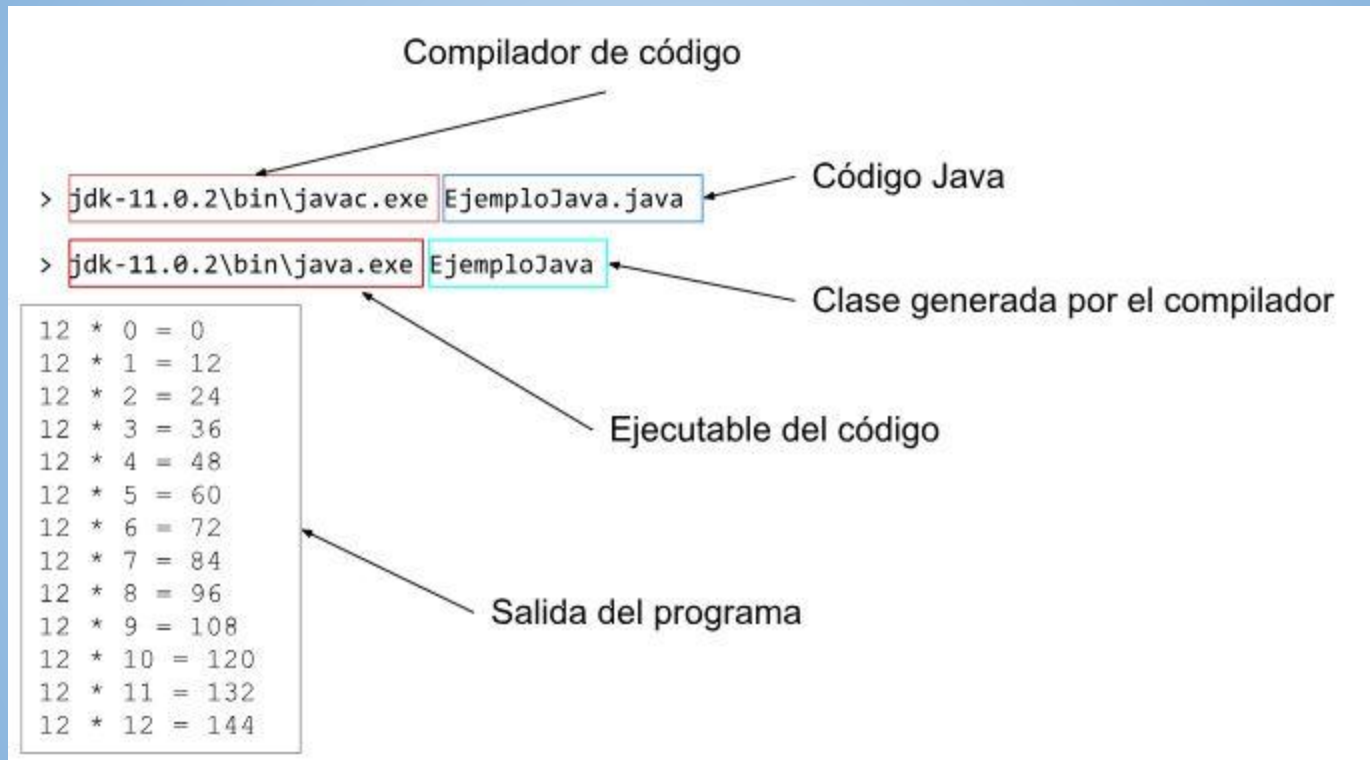 Compilador de código
> jdk-11.0.2\bin\javac.exe EjemploJava.java
Código Java
> jdk-11.0.2\bin\java.exe EjemploJava
Clase generada por el compilador
12 * 0 = 0
12 * 1 = 12
12 * 2 = 24
12 * 3 = 36
Ejecutable del código
12 * 4 = 48
12 * 5 = 60
12 * 6 = 72
12 * 7 = 84
12 * 8 = 96
Salida del programa
12 * 9 = 108
12 * 10 = 120
12 * 11 = 132
12 * 12 = 144